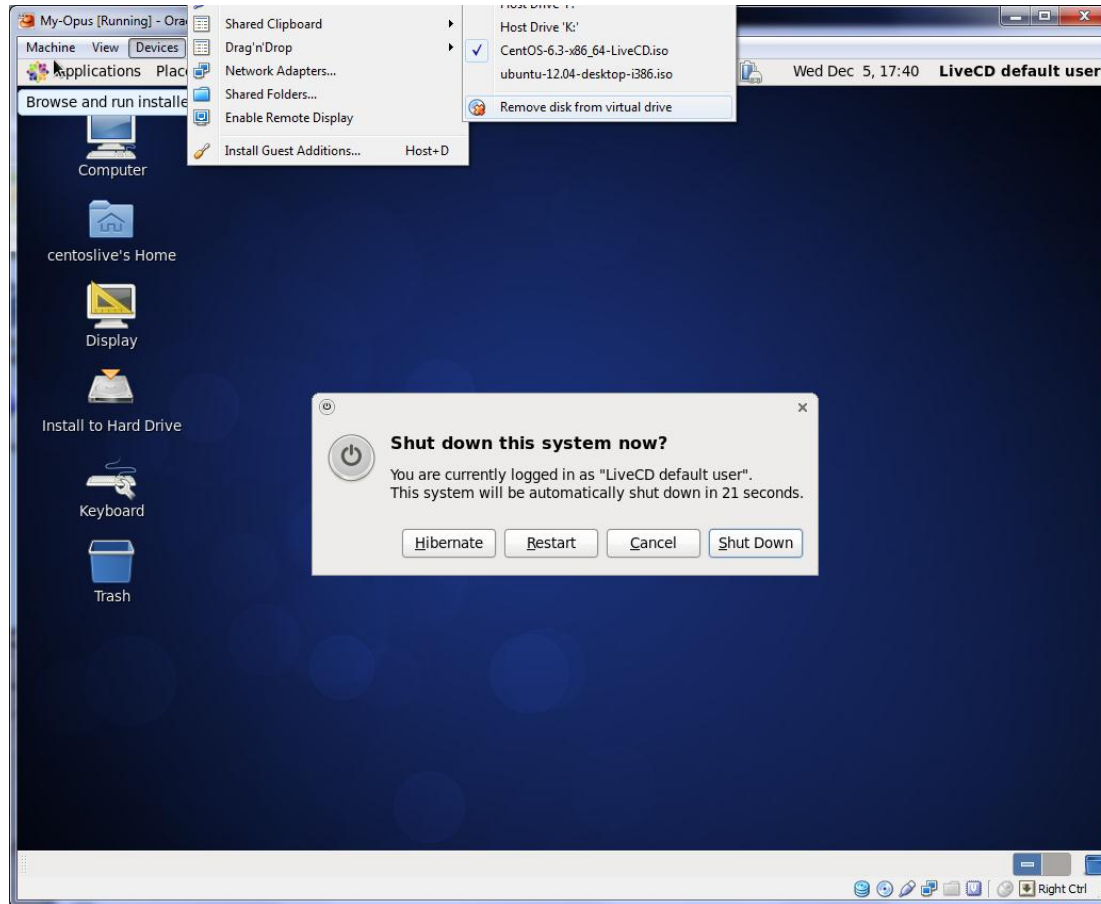 My-Opus [Running] - Ora
Machine View Devices
Shared Clipboard
Drag'n'Drop
Network Adapters...
Shared Folders...
Enable Remote Display
Install Guest Additions... Host+D
Host Drive 'K:'
CentOS-6.3-x86_64-LiveCD.iso
ubuntu-12.04-desktop-i386.iso
Remove disk from virtual drive
Applications Plac
Wed Dec 5, 17:40 LiveCD default user
Browse and run installe
Computer
centoslive's Home
Display
Install to Hard Drive
Keyboard
Trash
Shut down this system now?
You are currently logged in as "LiveCD default user".
This system will be automatically shut down in 21 seconds.
Hibernate Restart Cancel Shut Down
Right Ctrl